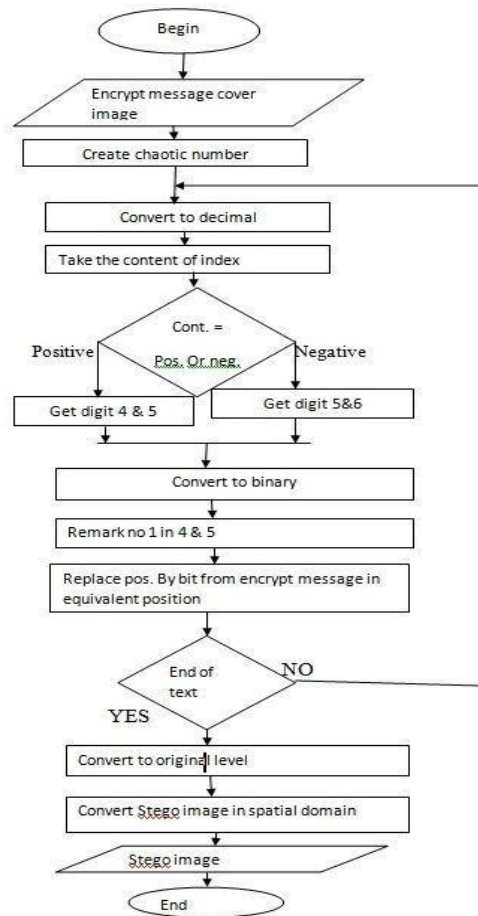 Begin
Encrypt message cover
image
Create chaotic number
Convert to decimal
Take the content of index
Cont. =
Pos. Or neg.
Positive
Negative
Get digit 4 & 5
Get digit 5&6
Convert to binary
Remark no 1 in 4 & 5
Replace pos. By bit from encrypt message in
equivalent position
End of
text
NO
YES
Convert to original level
Convert Stego image in spatial domain
Stego image
End